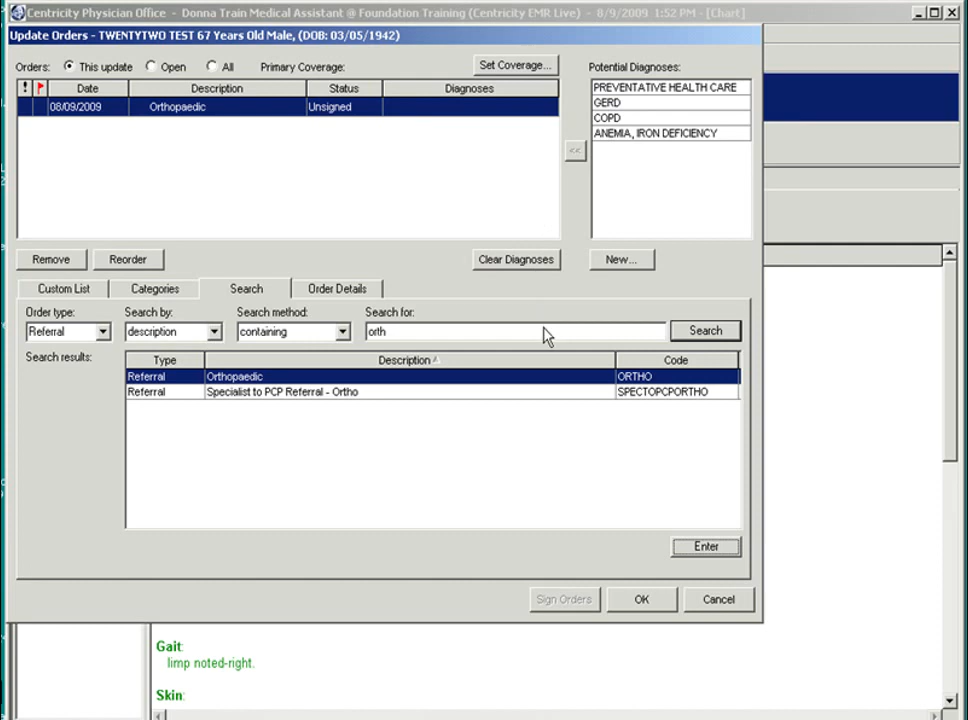 Centricity Physician Office - Donna Train Medical Assistant @ Foundation Training (Centricity EMR Live) - 8/9/2009 1:52 PM - [Chart]
Update Orders - TWENTYTWO TEST 67 Years Old Male, (DOB: 03/05/1942)
Orders: This update Open All Primary Coverage: Set Coverage... Potential Diagnoses:
! Date Description Status Diagnoses
08/09/2009 Orthopaedic Unsigned
PREVENTATIVE HEALTH CARE
GERD
COPD
ANEMIA, IRON DEFICIENCY
<<
Remove Reorder Clear Diagnoses New...
Custom List Categories Search Order Details
Order type: Search by: Search method: Search for:
Referral description containing orth Search
Search results:
Type Description Code
Referral Orthopaedic ORTHO
Referral Specialist to PCP Referral - Ortho SPECTOPCPORTHO
Enter
Sign Orders OK Cancel
Gait:
limp noted-right.
Skin: